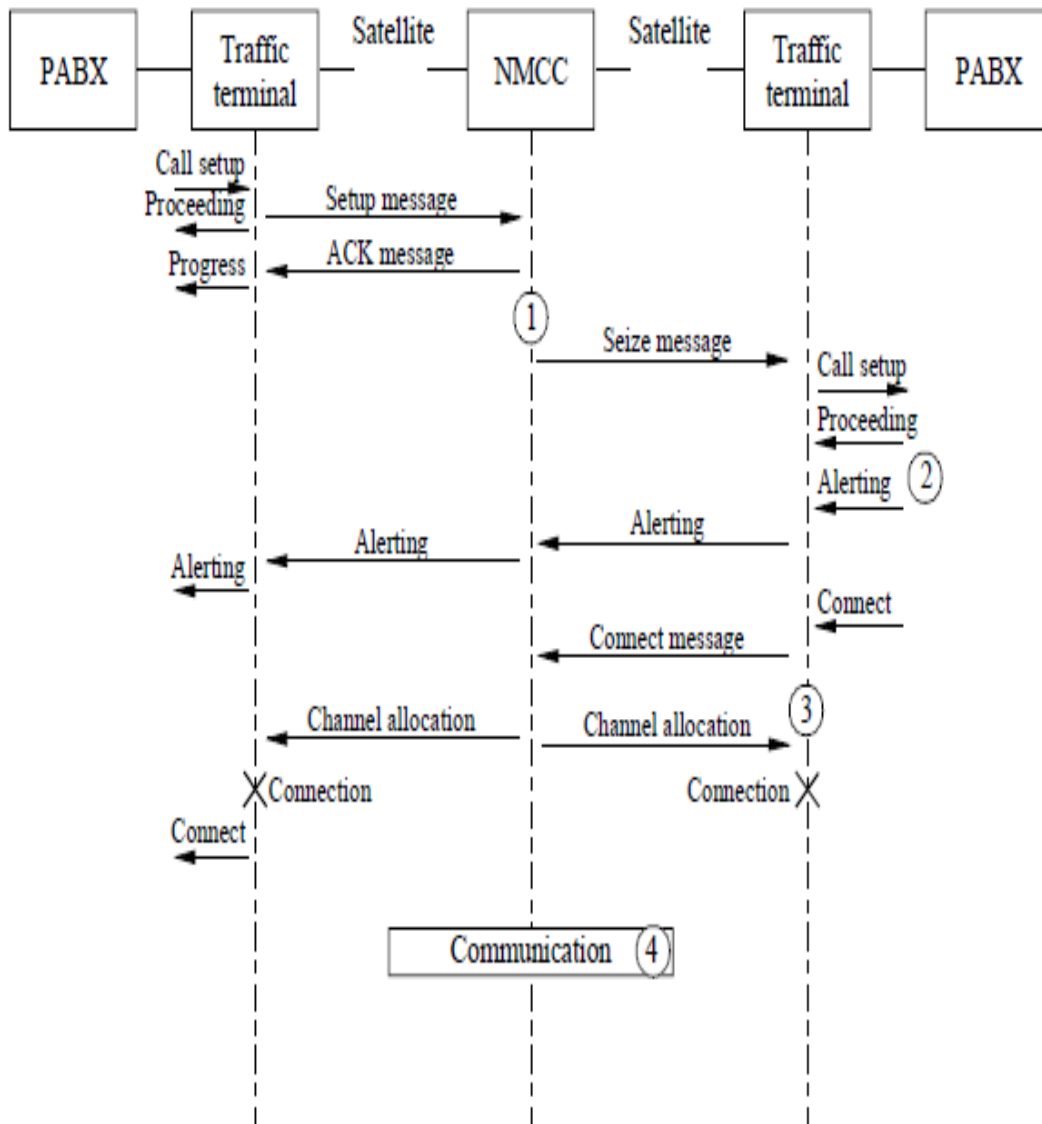 PABX
Traffic
terminal
Satellite
NMCC
Satellite
Traffic
terminal
PABX
Call setup
Proceeding
Setup message
Progress
ACK message
1
Seize message
Call setup
Proceeding
2
Alerting
Alerting
Alerting
Alerting
Connect
Connect message
3
Channel allocation
Channel allocation
Connection
Connection
Connect
Communication 4